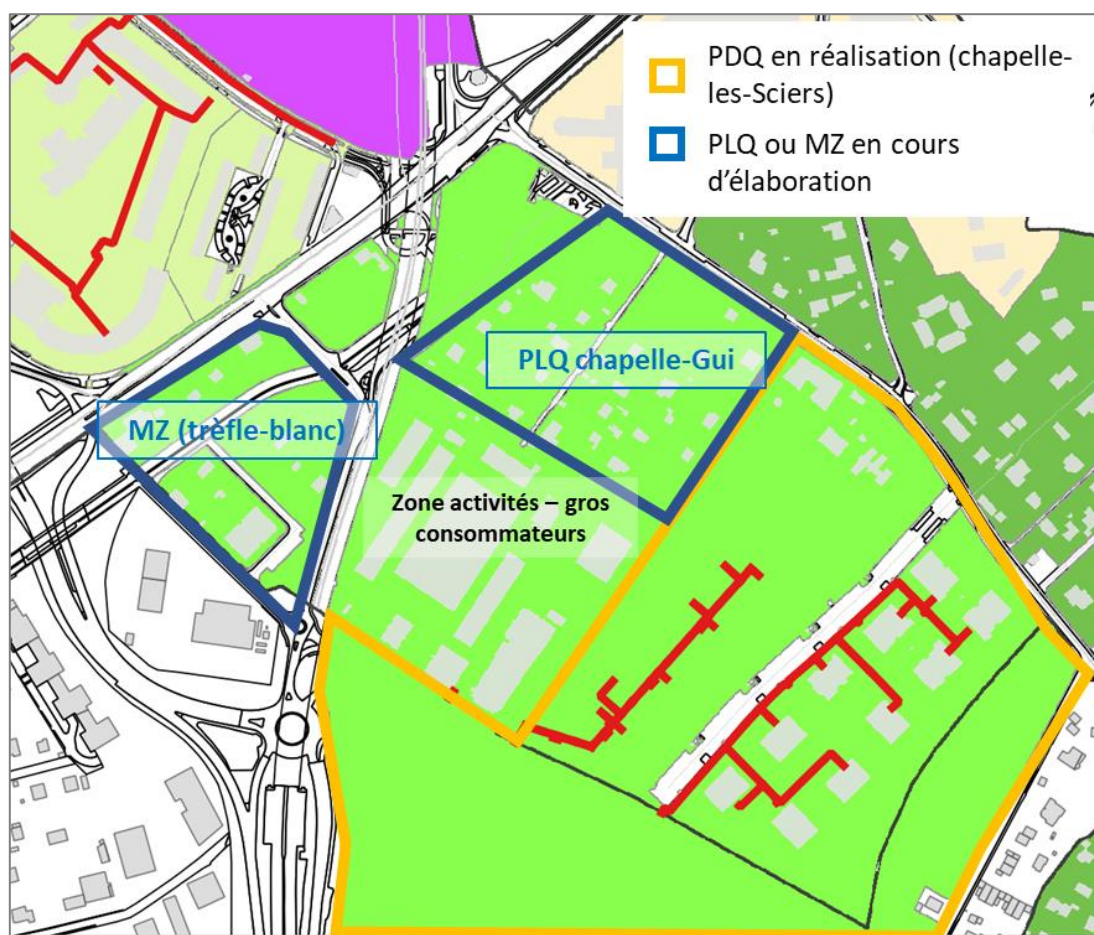 PDQ en réalisation (chapelle-
les-Sciers)
PLQ ou MZ en cours
d'élaboration
PLQ chapelle-Gui
MZ (trèfle-blanc)
Zone activités – gros
consommateurs